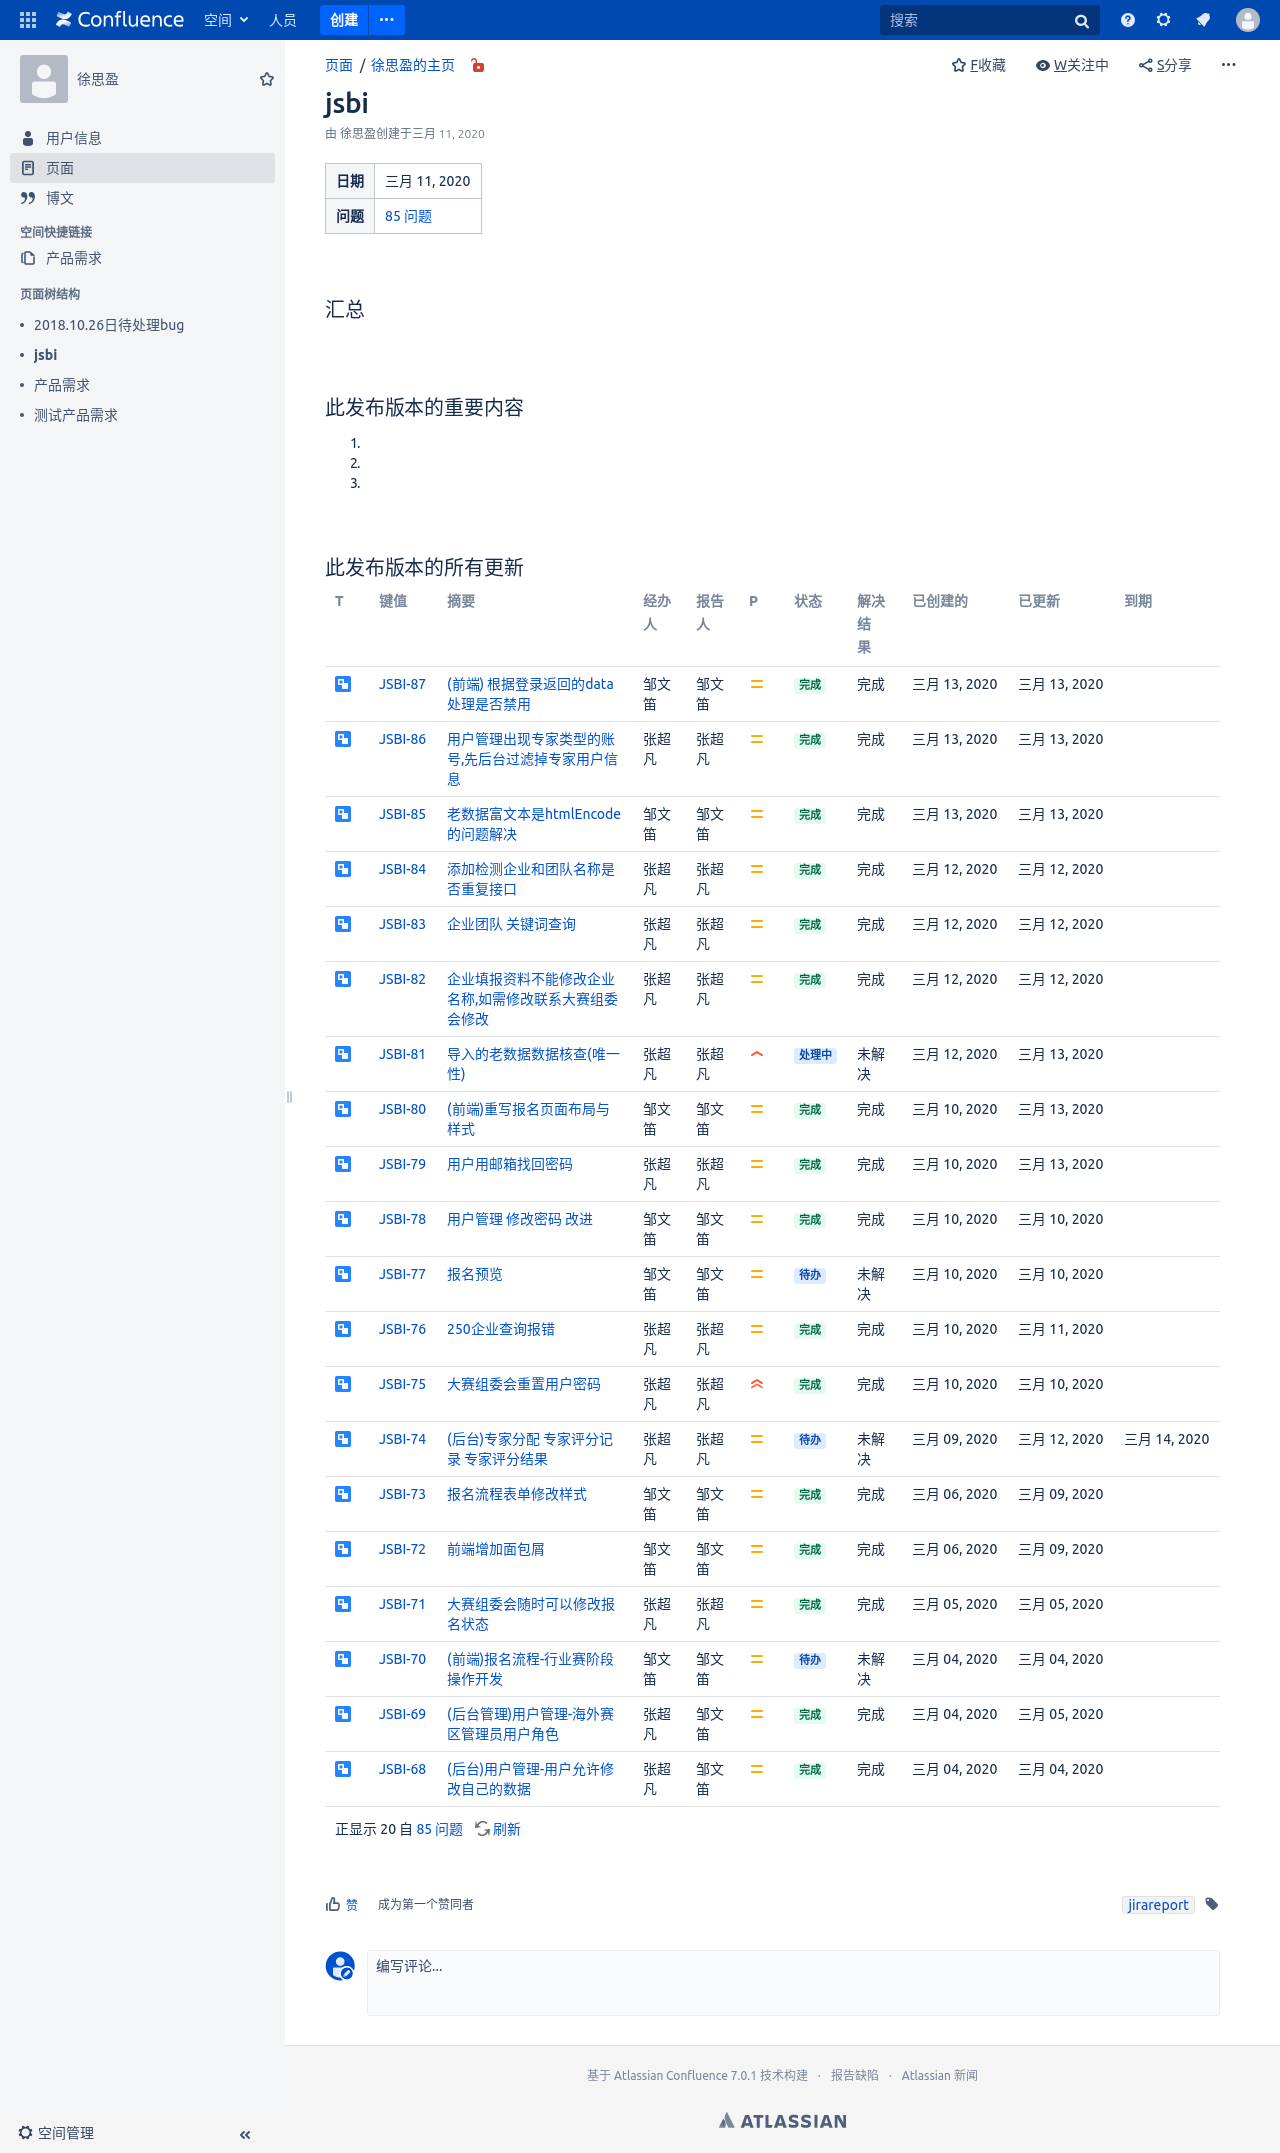 Confluence 空间 人员 创建 ··· 搜索
徐思盈
用户信息
页面
博文
空间快捷链接
产品需求
页面树结构
2018.10.26日待处理bug
jsbi
产品需求
测试产品需求
空间管理
页面 / 徐思盈的主页
F收藏 W关注中 S分享 ···
jsbi
由 徐思盈创建于三月 11, 2020
日期 三月 11, 2020
问题 85 问题
汇总
此发布版本的重要内容
1.
2.
3.
此发布版本的所有更新
T 键值 摘要 经办 报告 P 状态 解决 已创建的 已更新 到期
人 人 结
果
JSBI-87 (前端) 根据登录返回的data 邹文 邹文 完成 完成 三月 13, 2020 三月 13, 2020
处理是否禁用 笛 笛
JSBI-86 用户管理出现专家类型的账 张超 张超 完成 完成 三月 13, 2020 三月 13, 2020
号,先后台过滤掉专家用户信 凡 凡
息
JSBI-85 老数据富文本是htmlEncode 邹文 邹文 完成 完成 三月 13, 2020 三月 13, 2020
的问题解决 笛 笛
JSBI-84 添加检测企业和团队名称是 张超 张超 完成 完成 三月 12, 2020 三月 12, 2020
否重复接口 凡 凡
JSBI-83 企业团队 关键词查询 张超 张超 完成 完成 三月 12, 2020 三月 12, 2020
凡 凡
JSBI-82 企业填报资料不能修改企业 张超 张超 完成 完成 三月 12, 2020 三月 12, 2020
名称,如需修改联系大赛组委 凡 凡
会修改
JSBI-81 导入的老数据数据核查(唯一 张超 张超 处理中 未解 三月 12, 2020 三月 13, 2020
性) 凡 凡 决
JSBI-80 (前端)重写报名页面布局与 邹文 邹文 完成 完成 三月 10, 2020 三月 13, 2020
样式 笛 笛
JSBI-79 用户用邮箱找回密码 张超 张超 完成 完成 三月 10, 2020 三月 13, 2020
凡 凡
JSBI-78 用户管理 修改密码 改进 邹文 邹文 完成 完成 三月 10, 2020 三月 10, 2020
笛 笛
JSBI-77 报名预览 邹文 邹文 待办 未解 三月 10, 2020 三月 10, 2020
笛 笛 决
JSBI-76 250企业查询报错 张超 张超 完成 完成 三月 10, 2020 三月 11, 2020
凡 凡
JSBI-75 大赛组委会重置用户密码 张超 张超 完成 完成 三月 10, 2020 三月 10, 2020
凡 凡
JSBI-74 (后台)专家分配 专家评分记 张超 张超 待办 未解 三月 09, 2020 三月 12, 2020 三月 14, 2020
录 专家评分结果 凡 凡 决
JSBI-73 报名流程表单修改样式 邹文 邹文 完成 完成 三月 06, 2020 三月 09, 2020
笛 笛
JSBI-72 前端增加面包屑 邹文 邹文 完成 完成 三月 06, 2020 三月 09, 2020
笛 笛
JSBI-71 大赛组委会随时可以修改报 张超 张超 完成 完成 三月 05, 2020 三月 05, 2020
名状态 凡 凡
JSBI-70 (前端)报名流程-行业赛阶段 邹文 邹文 待办 未解 三月 04, 2020 三月 04, 2020
操作开发 笛 笛 决
JSBI-69 (后台管理)用户管理-海外赛 张超 邹文 完成 完成 三月 04, 2020 三月 05, 2020
区管理员用户角色 凡 笛
JSBI-68 (后台)用户管理-用户允许修 张超 邹文 完成 完成 三月 04, 2020 三月 04, 2020
改自己的数据 凡 笛
正显示 20 自 85 问题 刷新
赞 成为第一个赞同者 jirareport
编写评论...
基于 Atlassian Confluence 7.0.1 技术构建 · 报告缺陷 · Atlassian 新闻
ATLASSIAN